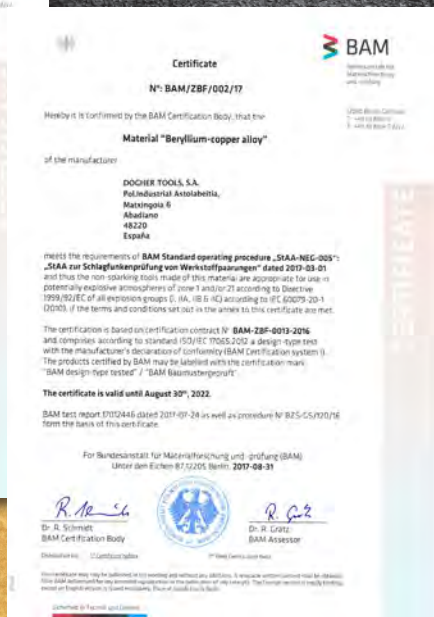 BAM
Certificate
N°: BAM/ZBF/002/17
Hereby it is confirmed by the BAM Certification Body, that the
Material "Beryllium-copper alloy"
of the manufacturer
DOGHER TOOLS, S.A.
Pol.Industrial Astolabeitia,
Matxingoia 6
Abadiano
48220
España
meets the requirements of BAM Standard operating procedure „StAA-NEG-005":
„StAA zur Schlagfunkenprüfung von Werkstoffpaarungen" dated 2017-03-01
and thus the non-sparking tools made of this material are appropriate for use in
potentially explosive atmospheres of zone 1 and/or 21 according to Directive
1999/92/EC of all explosion groups (I, IIA, IIB & IIC) according to IEC 60079-20-1
(2010), if the terms and conditions set out in the annex to this certificate are met.
The certification is based on certification contract N° BAM-ZBF-0013-2016
and comprises according to standard ISO/IEC 17065:2012 a design-type test
with the manufacturer's declaration of conformity (BAM Certification system I).
The products certified by BAM may be labelled with the certification mark
"BAM design-type tested" / "BAM Baumustergeprüft".
The certificate is valid until August 30th, 2022.
BAM test report 17012446 dated 2017-07-24 as well as procedure N° BZS-GS/120/16
form the basis of this certificate.
For Bundesanstalt für Materialforschung und -prüfung (BAM)
Unter den Eichen 87, 12205 Berlin, 2017-08-31
Dr. R. Schmidt
BAM Certification Body
Dr. R. Grätz
BAM Assessor
CERTIFICATE